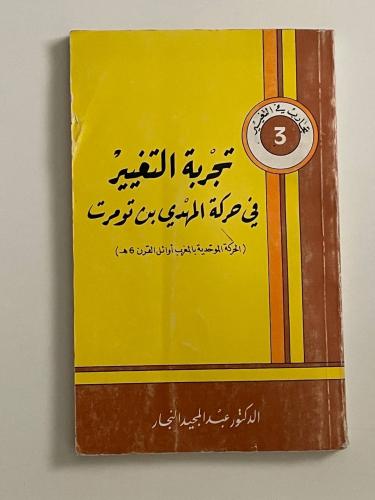 تجارب في التغيير
3
تجربة التغيير
في حركة المهدي بن تومرت
(الحركة الموحدية بالمغرب أوائل القرن 6 هـ)
الدكتور عبد المجيد النجار